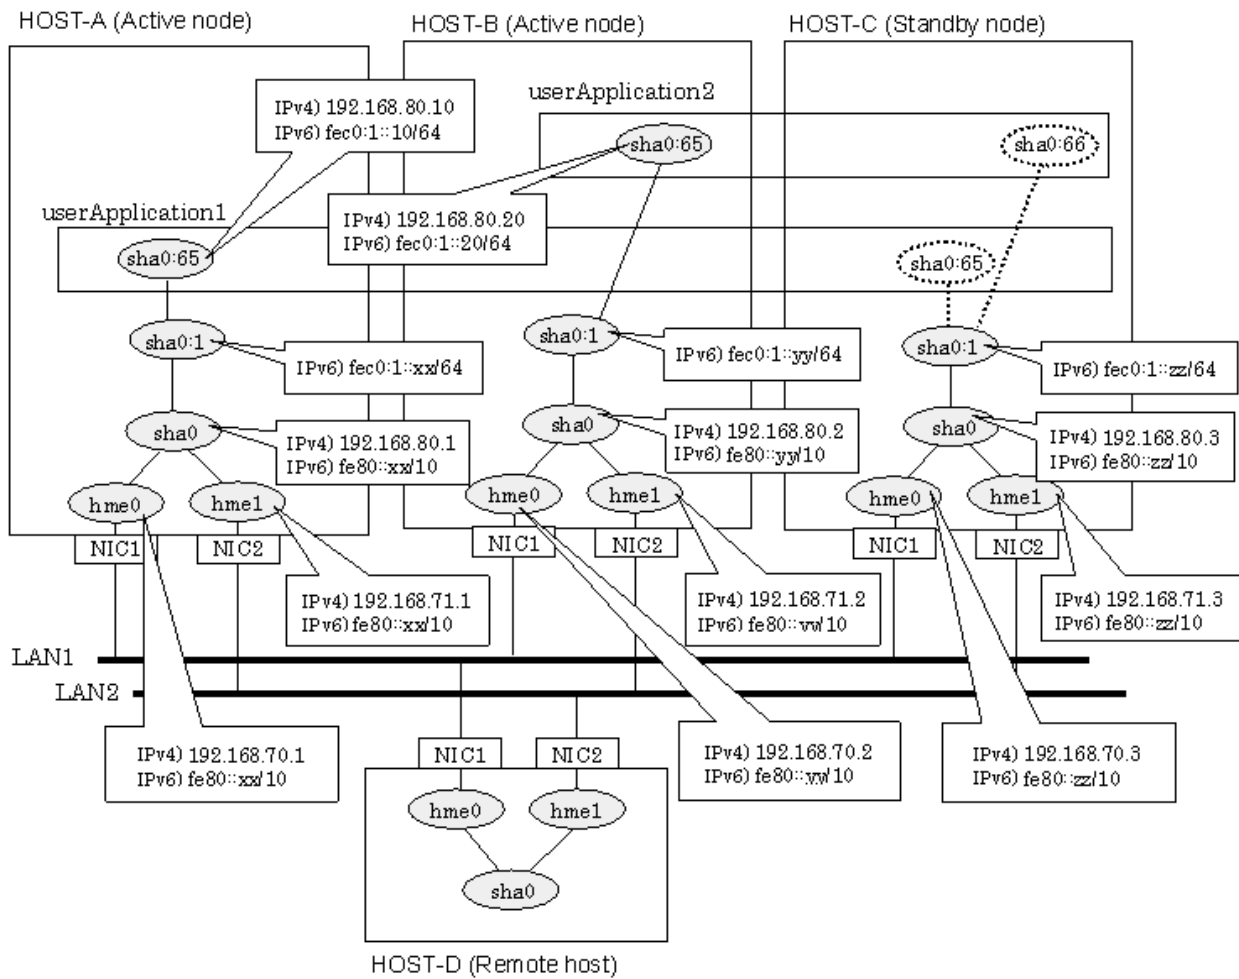 HOST-A (Active node)
HOST-B (Active node)
HOST-C (Standby node)
IPv4) 192.168.80.10
IPv6) fec0:1::10/64
userApplication2
sha0:65
sha0:66
userApplication1
IPv4) 192.168.80.20
IPv6) fec0:1::20/64
sha0:65
sha0:65
sha0:1
IPv6) fec0:1::xx/64
sha0:1
IPv6) fec0:1::yy/64
sha0:1
IPv6) fec0:1::zz/64
sha0
IPv4) 192.168.80.1
IPv6) fe80::xx/10
sha0
IPv4) 192.168.80.2
IPv6) fe80::yy/10
sha0
IPv4) 192.168.80.3
IPv6) fe80::zz/10
hme0
hme1
hme0
hme1
hme0
hme1
NIC1
NIC2
NIC1
NIC2
NIC1
NIC2
IPv4) 192.168.71.1
IPv6) fe80::xx/10
IPv4) 192.168.71.2
IPv6) fe80::yy/10
IPv4) 192.168.71.3
IPv6) fe80::zz/10
LAN1
LAN2
IPv4) 192.168.70.1
IPv6) fe80::xx/10
NIC1
NIC2
IPv4) 192.168.70.2
IPv6) fe80::yy/10
IPv4) 192.168.70.3
IPv6) fe80::zz/10
hme0
hme1
sha0
HOST-D (Remote host)